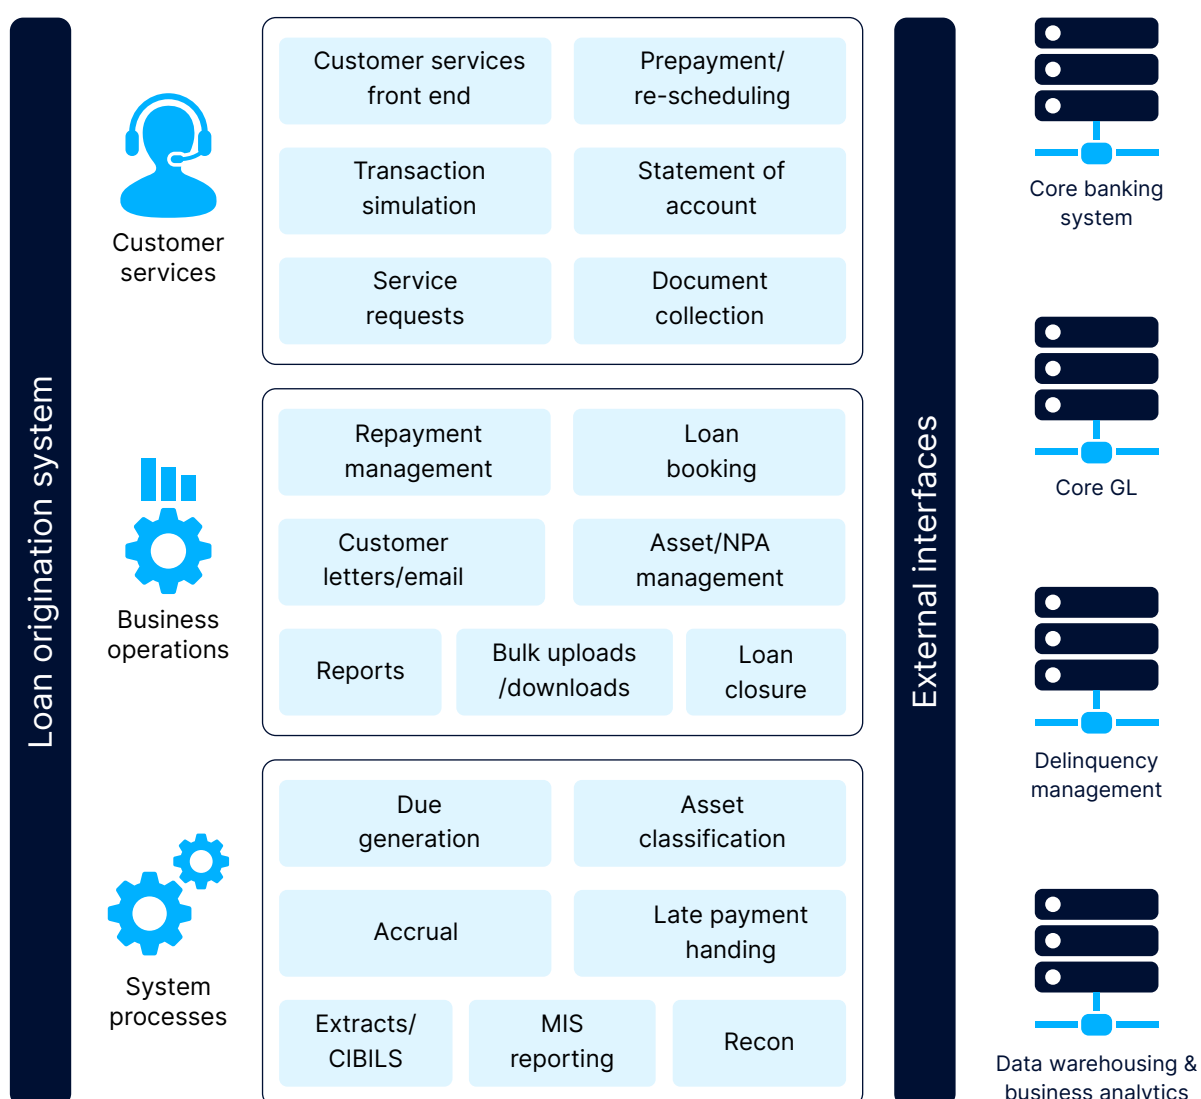 Loan origination system
Customer
services
Customer services
front end
Prepayment/
re-scheduling
Transaction
simulation
Statement of
account
Service
requests
Document
collection
Business
operations
Repayment
management
Loan
booking
Customer
letters/email
Asset/NPA
management
Reports
Bulk uploads
/downloads
Loan
closure
System
processes
Due
generation
Asset
classification
Accrual
Late payment
handing
Extracts/
CIBILS
MIS
reporting
Recon
External interfaces
Core banking
system
Core GL
Delinquency
management
Data warehousing &
business analytics